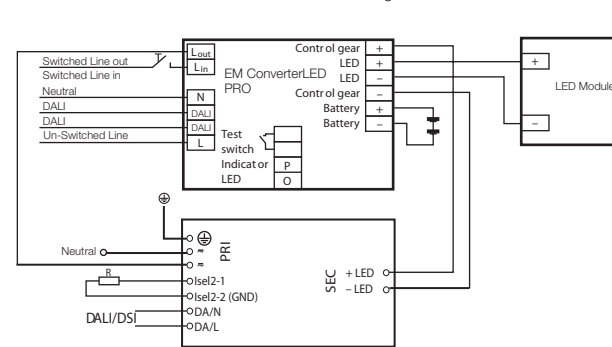 Switched Line out
Switched Line in
Neutral
DALI
DALI
Un-Switched Line
Lout
Lin
N
DALI
DALI
L
EM ConverterLED
PRO
Test
switch
Indicator
LED
P
O
Control gear +
LED +
LED –
Control gear –
Battery +
Battery –
+
–
LED Module
Neutral
PRI
R
Isel2-1
Isel2-2 (GND)
DALI/DSI
DA/N
DA/L
SEC
+ LED
– LED